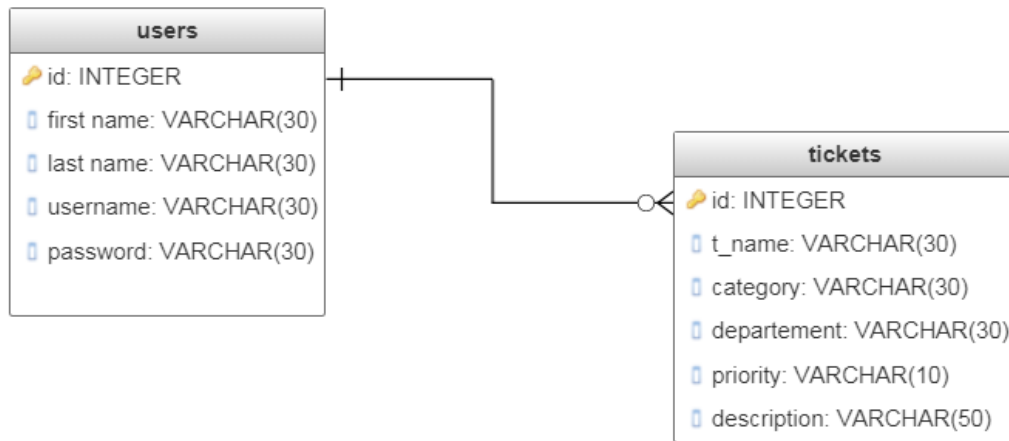 users
id: INTEGER
first name: VARCHAR(30)
last name: VARCHAR(30)
username: VARCHAR(30)
password: VARCHAR(30)
tickets
id: INTEGER
t_name: VARCHAR(30)
category: VARCHAR(30)
departement: VARCHAR(30)
priority: VARCHAR(10)
description: VARCHAR(50)